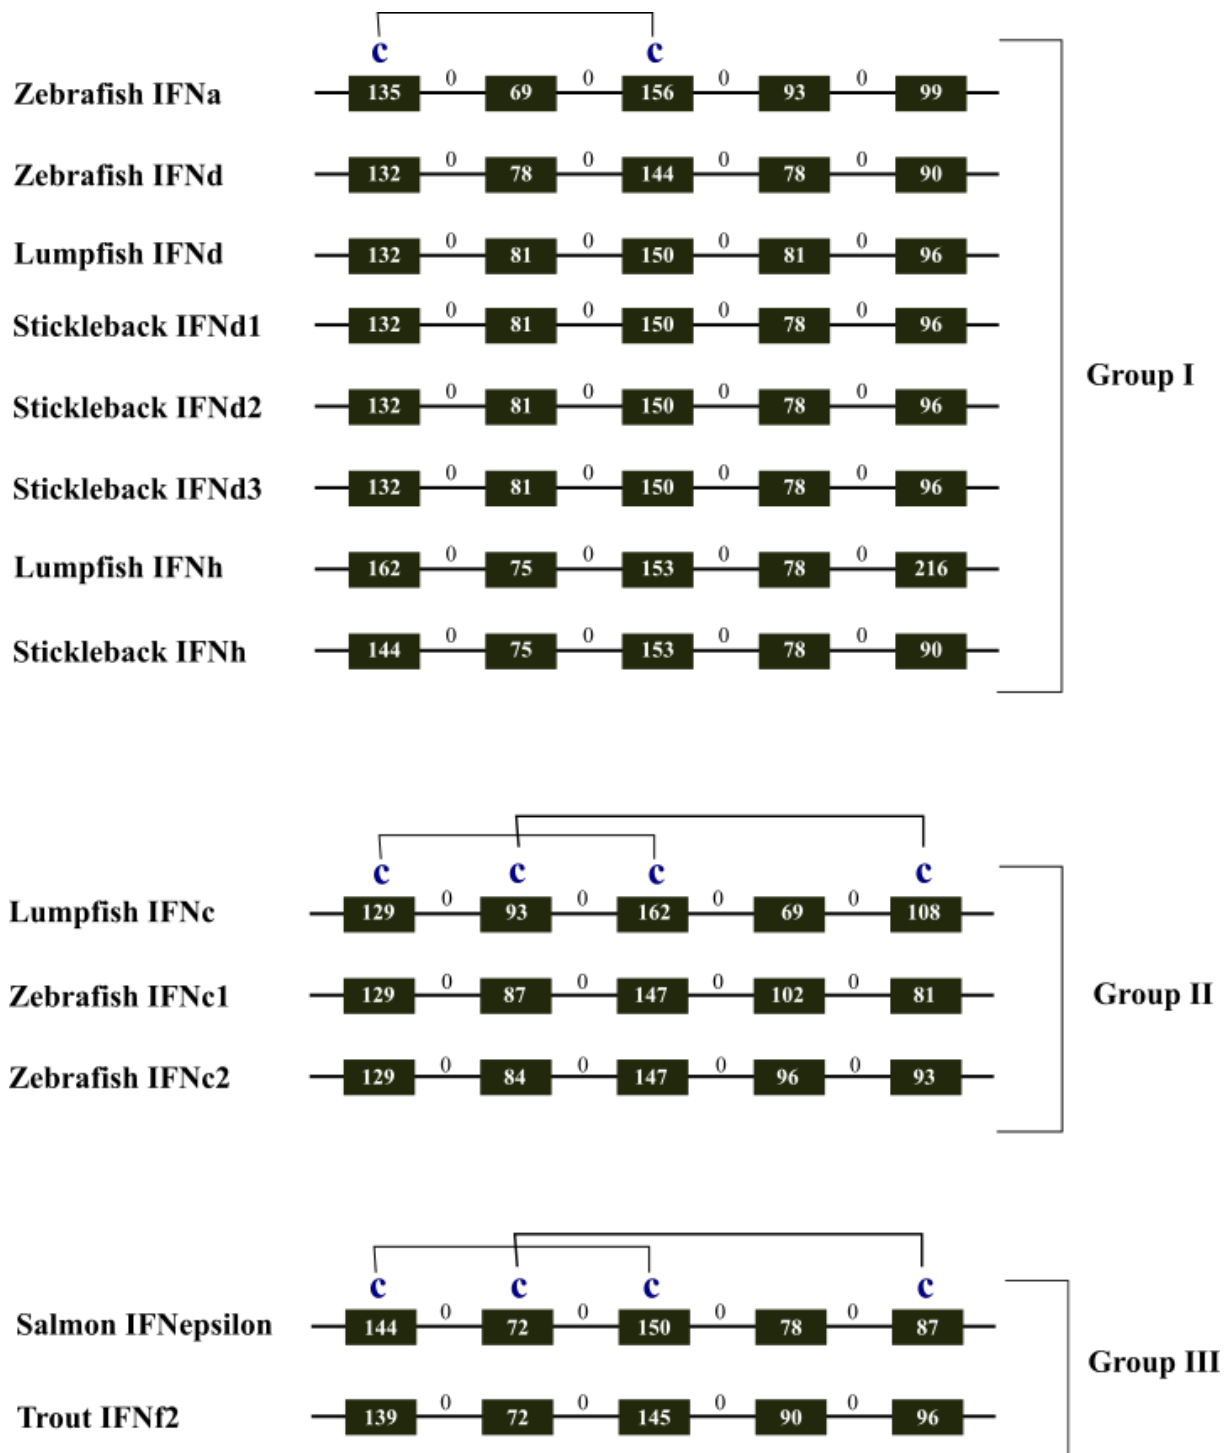 c c
0 0 0 0
Zebrafish IFNa 135 69 156 93 99
0 0 0 0
Zebrafish IFNd 132 78 144 78 90
0 0 0 0
Lumpfish IFNd 132 81 150 81 96
0 0 0 0
Stickleback IFNd1 132 81 150 78 96
Group I
0 0 0 0
Stickleback IFNd2 132 81 150 78 96
0 0 0 0
Stickleback IFNd3 132 81 150 78 96
0 0 0 0
Lumpfish IFNh 162 75 153 78 216
0 0 0 0
Stickleback IFNh 144 75 153 78 90
c c c c
0 0 0 0
Lumpfish IFNc 129 93 162 69 108
0 0 0 0
Zebrafish IFNc1 129 87 147 102 81
Group II
0 0 0 0
Zebrafish IFNc2 129 84 147 96 93
c c c c
0 0 0 0
Salmon IFNepsilon 144 72 150 78 87
Group III
0 0 0 0
Trout IFNf2 139 72 145 90 96